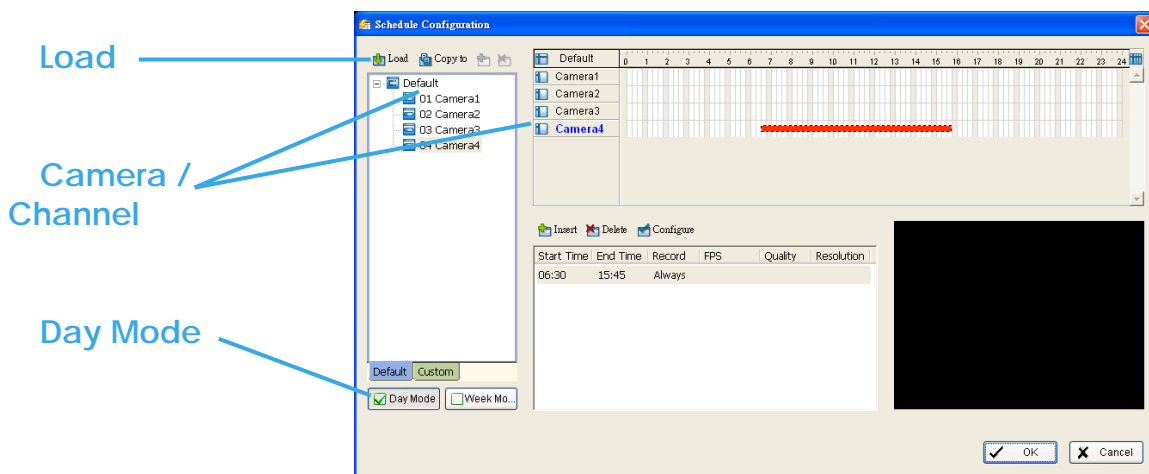 Schedule Configuration
Load
Load Copy to
Default
01 Camera1
02 Camera2
03 Camera3
04 Camera4
Camera /
Channel
Default 0 1 2 3 4 5 6 7 8 9 10 11 12 13 14 15 16 17 18 19 20 21 22 23 24
Camera1
Camera2
Camera3
Camera4
Insert Delete Configure
Start Time End Time Record FPS Quality Resolution
06:30 15:45 Always
Day Mode
Default Custom
Day Mode Week Mo...
OK Cancel